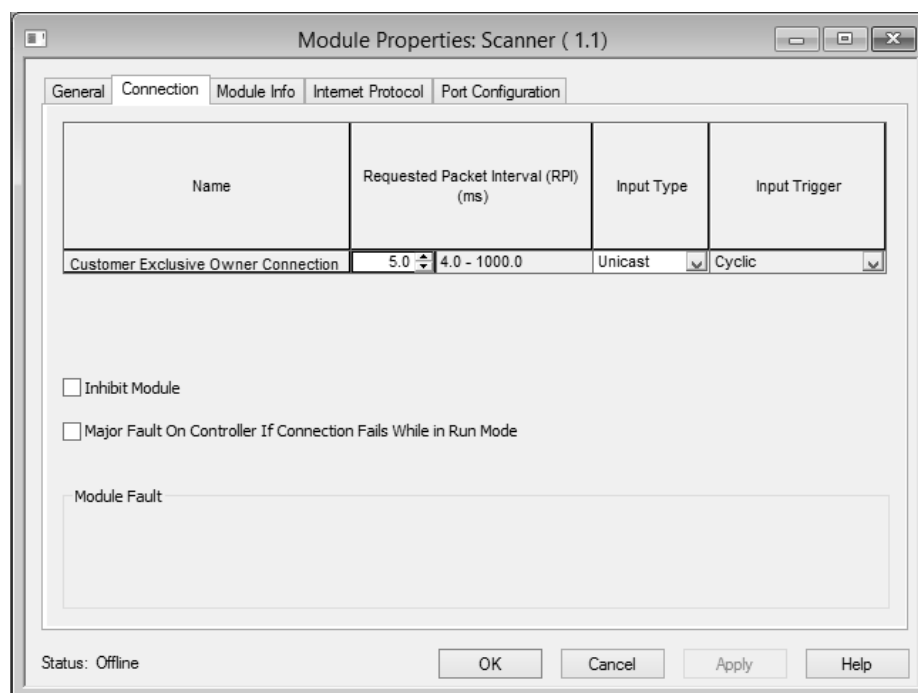 Module Properties: Scanner ( 1.1)
General Connection Module Info Internet Protocol Port Configuration
Name Requested Packet Interval (RPI) (ms) Input Type Input Trigger
Customer Exclusive Owner Connection 5.0 4.0 - 1000.0 Unicast Cyclic
Inhibit Module
Major Fault On Controller If Connection Fails While in Run Mode
Module Fault
Status: Offline OK Cancel Apply Help